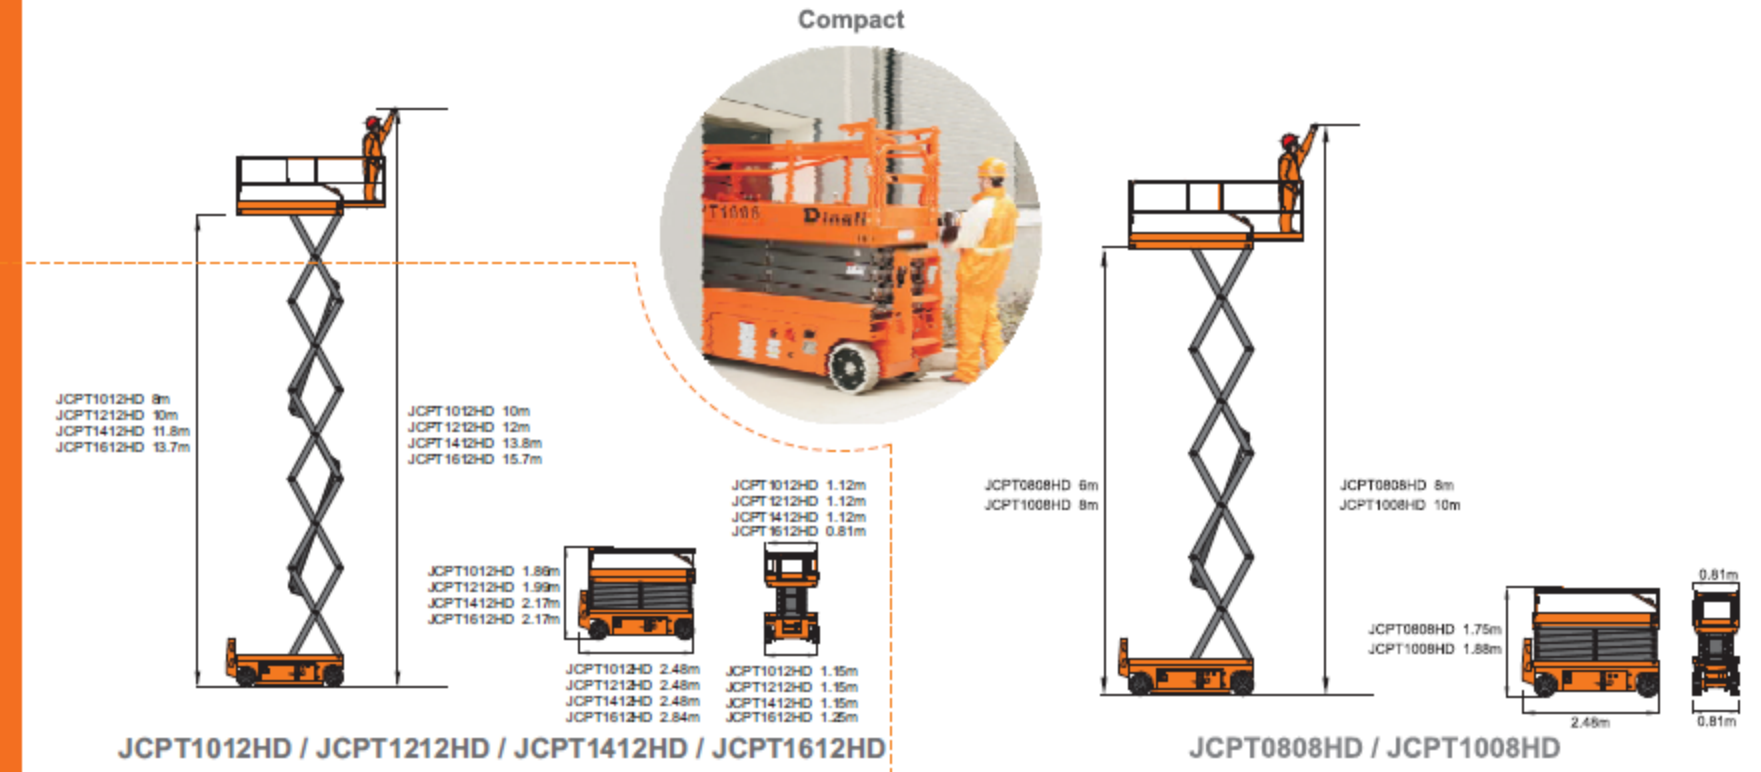 Compact
PT1008 Dingli
JCPT1012HD 8m
JCPT1212HD 10m
JCPT1412HD 11.8m
JCPT1612HD 13.7m
JCPT1012HD 10m
JCPT1212HD 12m
JCPT1412HD 13.8m
JCPT1612HD 15.7m
JCPT1012HD 1.86m
JCPT1212HD 1.99m
JCPT1412HD 2.17m
JCPT1612HD 2.17m
JCPT1012HD 1.12m
JCPT1212HD 1.12m
JCPT1412HD 1.12m
JCPT1612HD 0.81m
JCPT1012HD 2.48m
JCPT1212HD 2.48m
JCPT1412HD 2.48m
JCPT1612HD 2.84m
JCPT1012HD 1.15m
JCPT1212HD 1.15m
JCPT1412HD 1.15m
JCPT1612HD 1.25m
JCPT1012HD / JCPT1212HD / JCPT1412HD / JCPT1612HD
JCPT0808HD 6m
JCPT1008HD 8m
JCPT0808HD 8m
JCPT1008HD 10m
JCPT0808HD 1.75m
JCPT1008HD 1.88m
0.81m
2.48m
0.81m
JCPT0808HD / JCPT1008HD